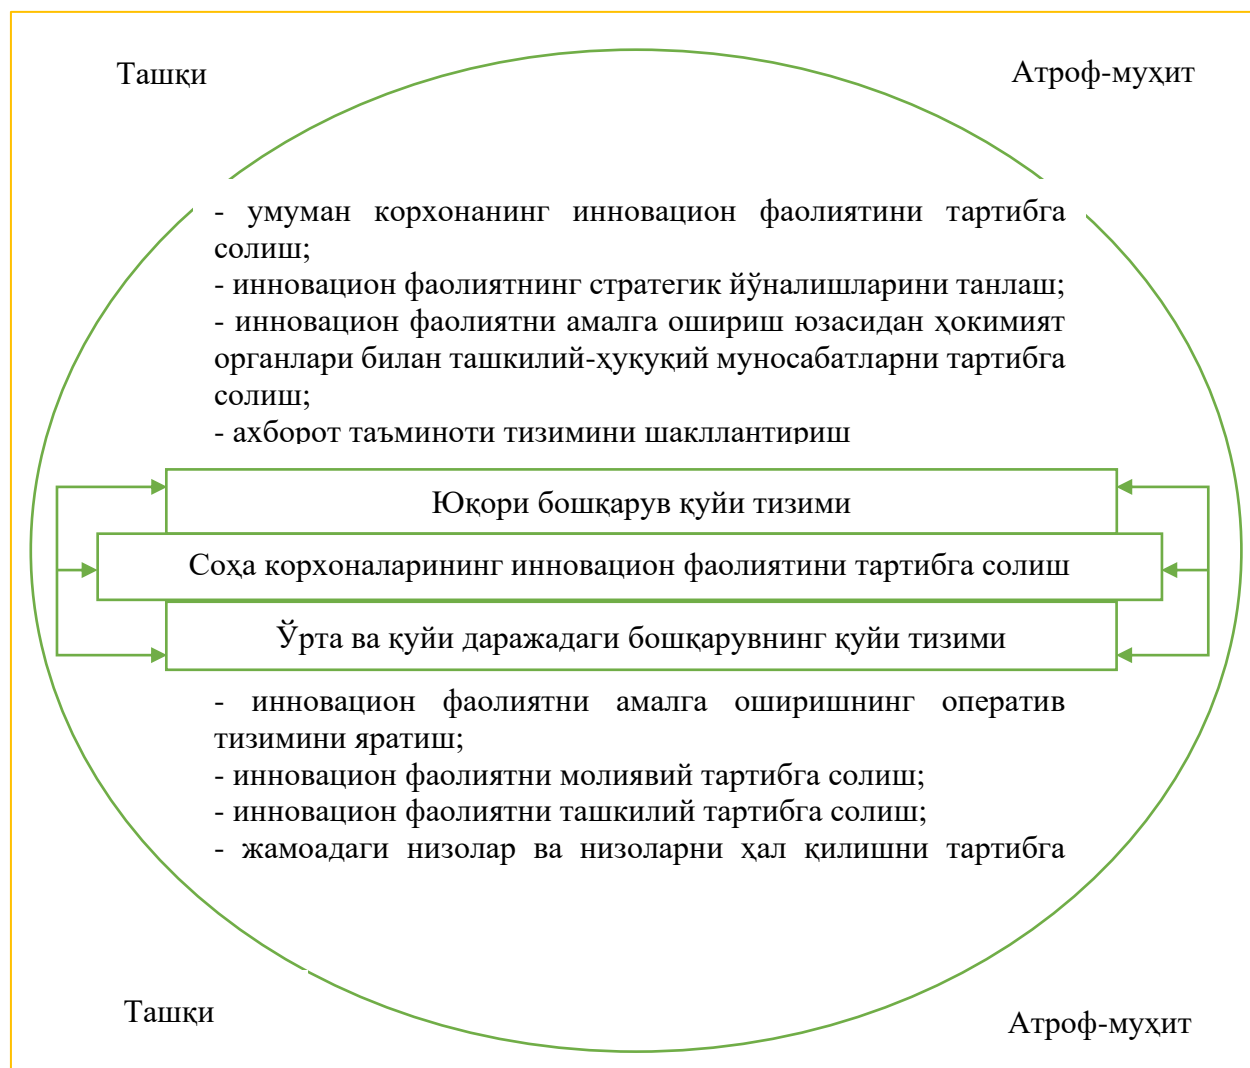 Ташқи
Атроф-муҳит
- умуман корхонанинг инновацион фаолиятини тартибга
солиш;
- инновацион фаолиятнинг стратегик йўналишларини танлаш;
- инновацион фаолиятни амалга ошириш юзасидан ҳокимият
органлари билан ташкилий-ҳуқуқий муносабатларни тартибга
солиш;
- ахборот таъминоти тизимини шакллантириш
Юқори бошқарув қуйи тизими
Соҳа корхоналарининг инновацион фаолиятини тартибга солиш
Ўрта ва қуйи даражадаги бошқарувнинг қуйи тизими
- инновацион фаолиятни амалга оширишнинг оператив
тизимини яратиш;
- инновацион фаолиятни молиявий тартибга солиш;
- инновацион фаолиятни ташкилий тартибга солиш;
- жамоадаги низолар ва низоларни ҳал қилишни тартибга
Ташқи
Атроф-муҳит